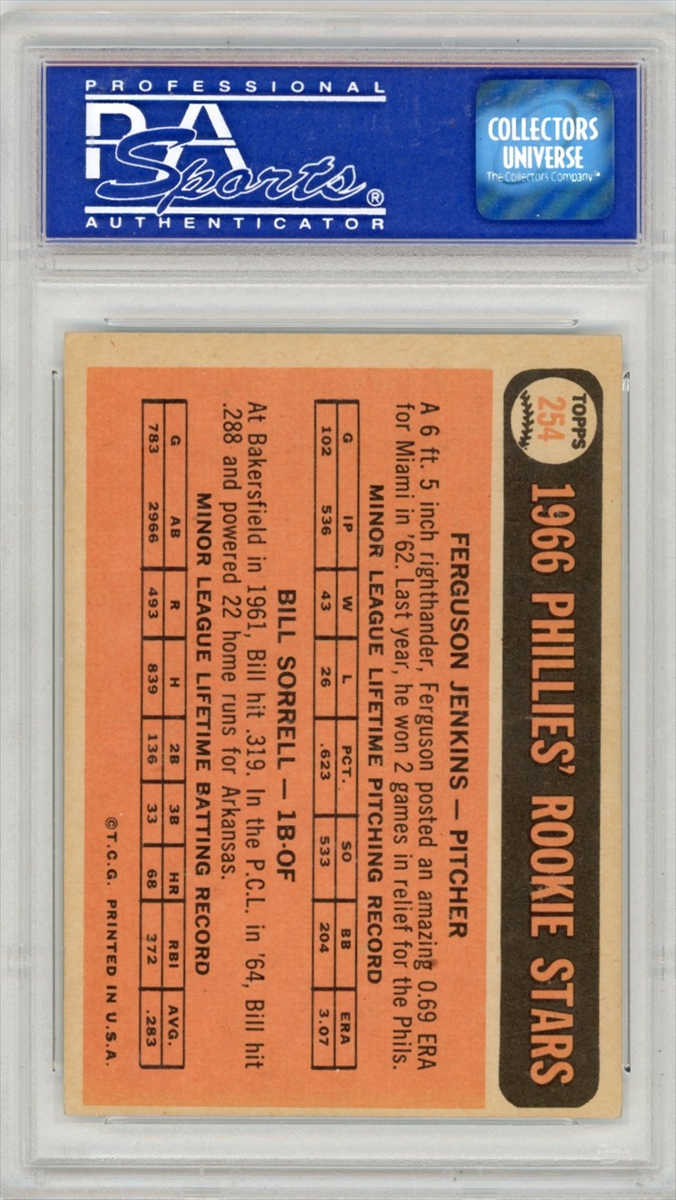 PROFESSIONAL
PSA
Sports®
AUTHENTICATOR
COLLECTORS
UNIVERSE
The Collectors Company™
TOPPS
254
1966 PHILLIES' ROOKIE STARS
FERGUSON JENKINS — PITCHER
A 6 ft. 5 inch righthander, Ferguson posted an amazing 0.69 ERA
for Miami in '62. Last year, he won 2 games in relief for the Phils.
MINOR LEAGUE LIFETIME PITCHING RECORD
G IP W L PCT. SO BB ERA
102 536 43 26 .623 533 204 3.07
BILL SORRELL — 1B-OF
At Bakersfield in 1961, Bill hit .319. In the P.C.L. in '64, Bill hit
.288 and powered 22 home runs for Arkansas.
MINOR LEAGUE LIFETIME BATTING RECORD
G AB R H 2B 3B HR RBI AVG.
783 2966 493 839 136 33 68 372 .283
©T.C.G. PRINTED IN U.S.A.